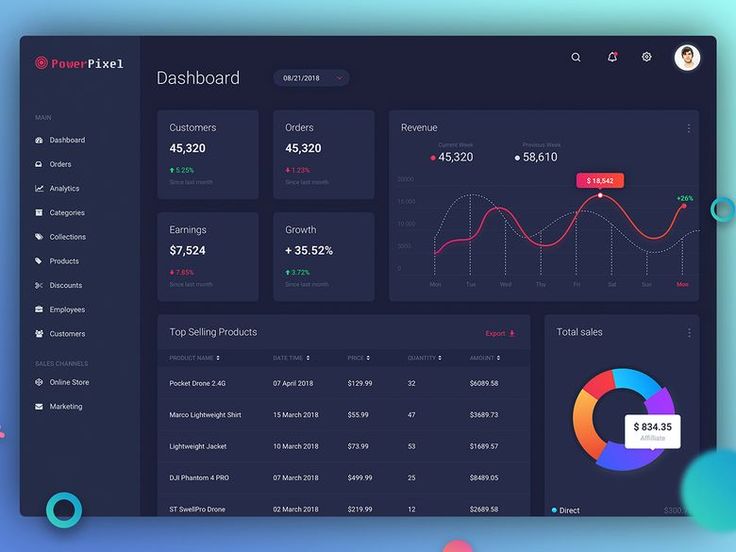 PowerPixel
Dashboard
08/21/2018
MAIN
Dashboard
Orders
Analytics
Categories
Collections
Products
Discounts
Employees
Customers
SALES CHANNELS
Online Store
Marketing
Customers
45,320
5.25%
Since last month
Orders
45,320
1.23%
Since last month
Earnings
$7,524
7.85%
Since last month
Growth
+ 35.52%
3.72%
Since last month
Revenue
Current Week
45,320
Previous Week
58,610
20000
16.000
5000
0
$ 18,542
+26%
Mon Tue Wed Thu Fri Sat Sun Mon
Top Selling Products
Export
PRODUCT NAME DATE TIME PRICE QUANTITY AMOUNT
Pocket Drone 2.4G 07 April 2018 $129.99 32 $6089.58
Marco Lightweight Shirt 15 March 2018 $55.99 47 $3689.73
Lightweight Jacket 10 March 2018 $73.99 53 $1689.57
DJI Phantom 4 PRO 07 March 2018 $499.99 25 $8489.05
ST SwellPro Drone 02 March 2018 $219.99 12 $2689.58
Total sales
$ 834.35
Affilliate
Direct